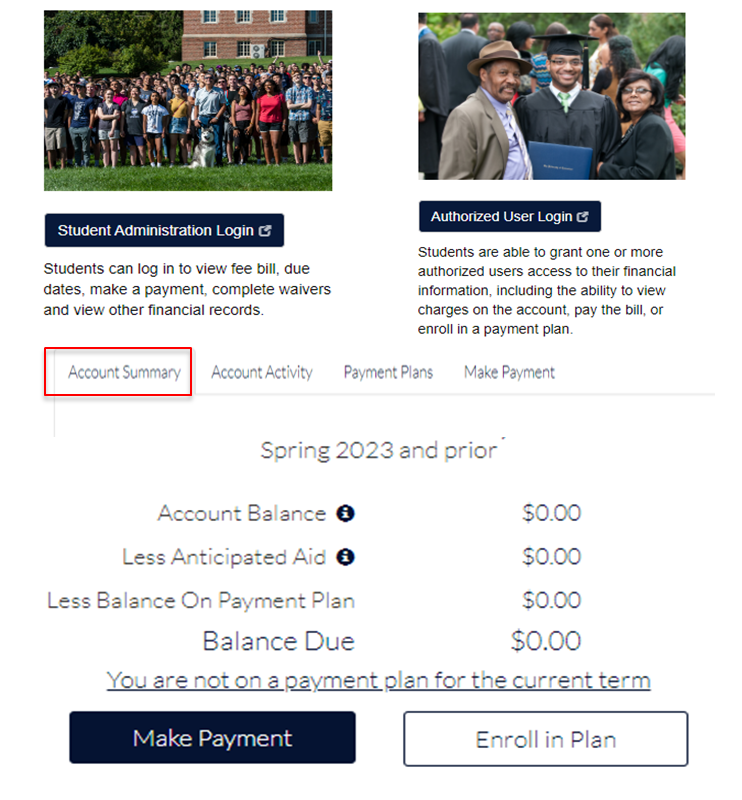 Student Administration Login
Students can log in to view fee bill, due
dates, make a payment, complete waivers
and view other financial records.
Authorized User Login
Students are able to grant one or more
authorized users access to their financial
information, including the ability to view
charges on the account, pay the bill, or
enroll in a payment plan.
Account Summary Account Activity Payment Plans Make Payment
Spring 2023 and prior
Account Balance $0.00
Less Anticipated Aid $0.00
Less Balance On Payment Plan $0.00
Balance Due $0.00
You are not on a payment plan for the current term
Make Payment Enroll in Plan